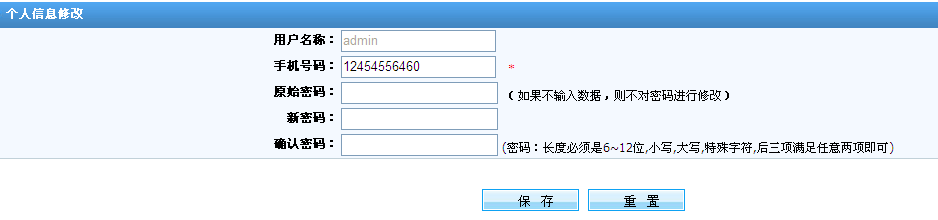 个人信息修改
用户名称： admin
手机号码： 12454556460 *
原始密码： （如果不输入数据，则不对密码进行修改）
新密码：
确认密码： (密码：长度必须是6~12位,小写,大写,特殊字符,后三项满足任意两项即可)
保 存 重 置